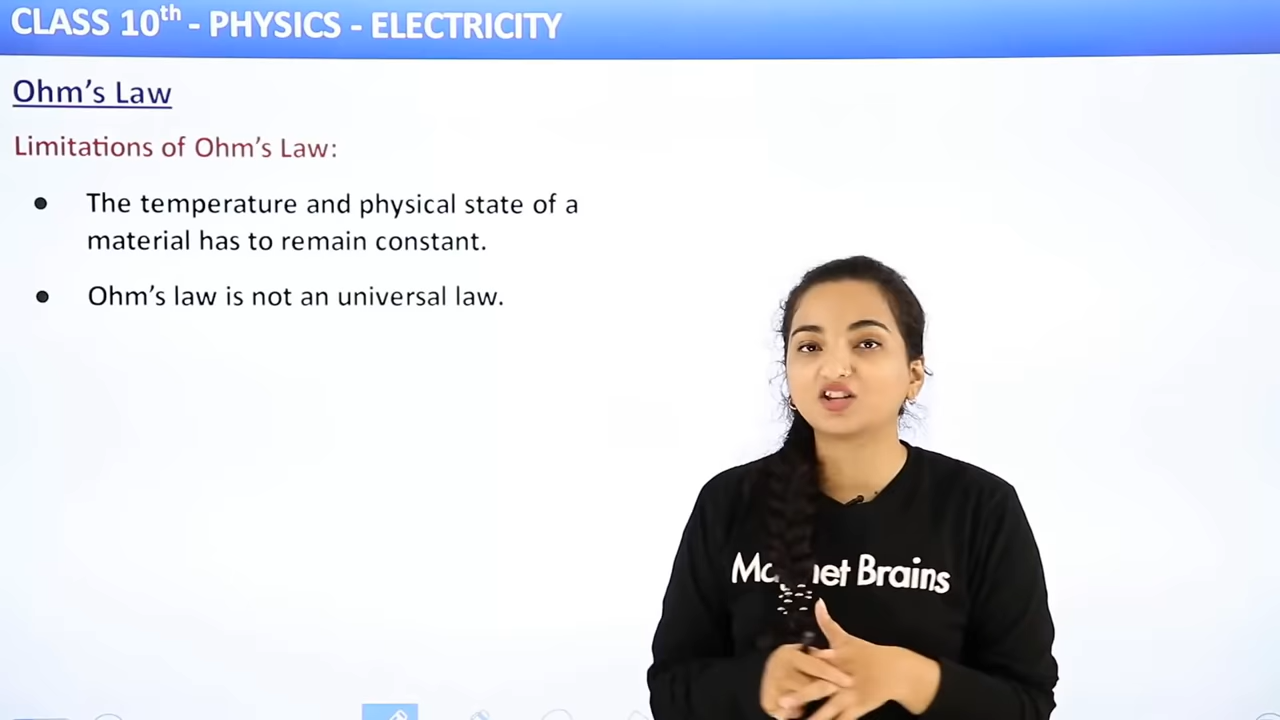 CLASS 10th - PHYSICS - ELECTRICITY
Ohm's Law
Limitations of Ohm's Law:
● The temperature and physical state of a
material has to remain constant.
● Ohm's law is not an universal law.
Brains